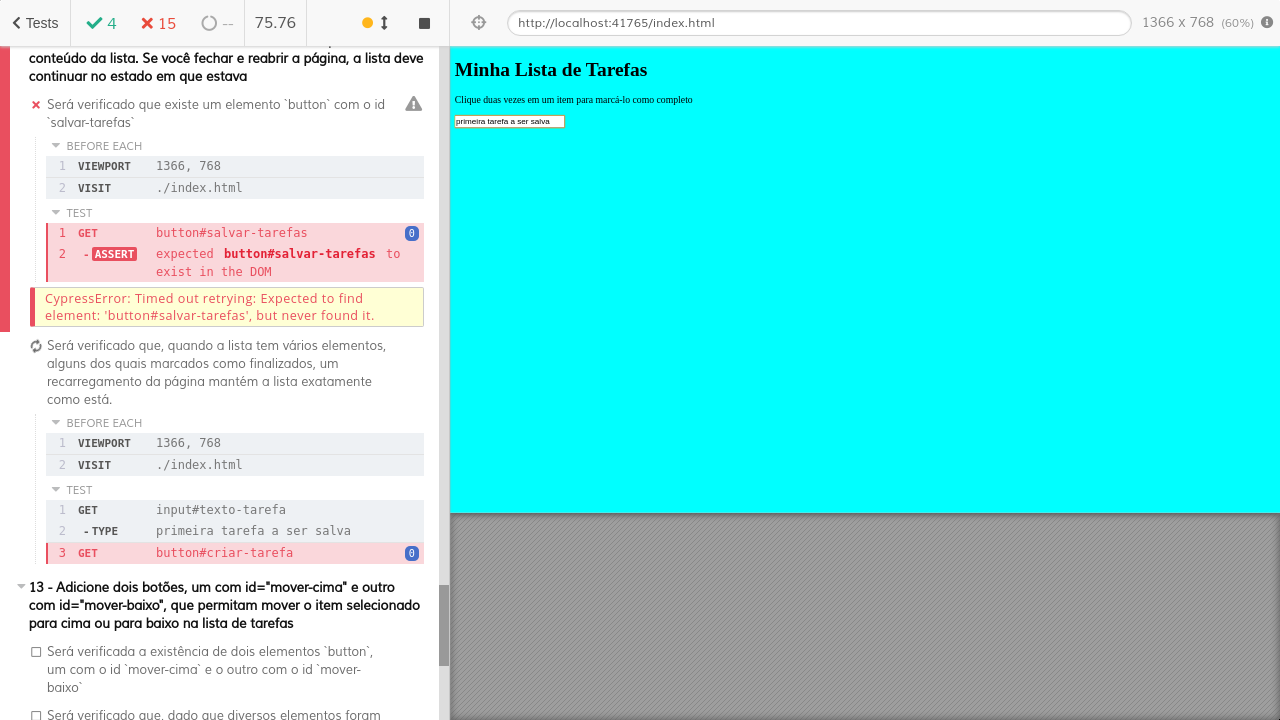 Tests
4
15
--
75.76
http://localhost:41765/index.html
1366 x 768 (60%)
conteúdo da lista. Se você fechar e reabrir a página, a lista deve
continuar no estado em que estava
Será verificado que existe um elemento `button` com o id
`salvar-tarefas`
BEFORE EACH
1 VIEWPORT 1366, 768
2 VISIT ./index.html
TEST
1 GET button#salvar-tarefas 0
2 -ASSERT expected button#salvar-tarefas to
exist in the DOM
CypressError: Timed out retrying: Expected to find
element: 'button#salvar-tarefas', but never found it.
Será verificado que, quando a lista tem vários elementos,
alguns dos quais marcados como finalizados, um
recarregamento da página mantém a lista exatamente
como está.
BEFORE EACH
1 VIEWPORT 1366, 768
2 VISIT ./index.html
TEST
1 GET input#texto-tarefa
2 -TYPE primeira tarefa a ser salva
3 GET button#criar-tarefa 0
13 - Adicione dois botões, um com id="mover-cima" e outro
com id="mover-baixo", que permitam mover o item selecionado
para cima ou para baixo na lista de tarefas
Será verificada a existência de dois elementos `button`,
um com o id `mover-cima` e o outro com o id `mover-
baixo`
Será verificado que, dado que diversos elementos foram
Minha Lista de Tarefas
Clique duas vezes em um item para marcá-lo como completo
primeira tarefa a ser salva